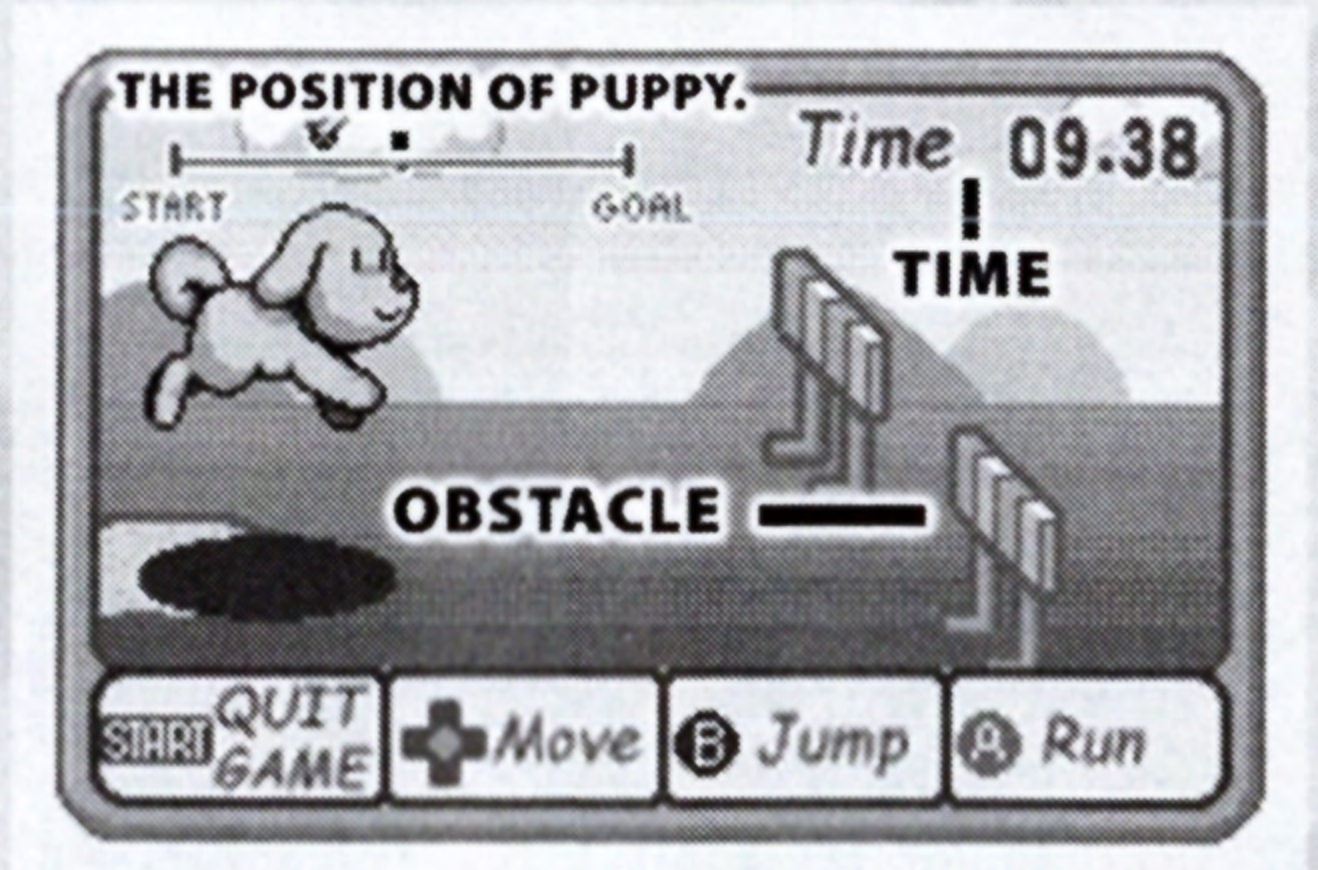 THE POSITION OF PUPPY.
Time 09.38
START GOAL
TIME
OBSTACLE
START QUIT GAME
Move
B Jump
A Run